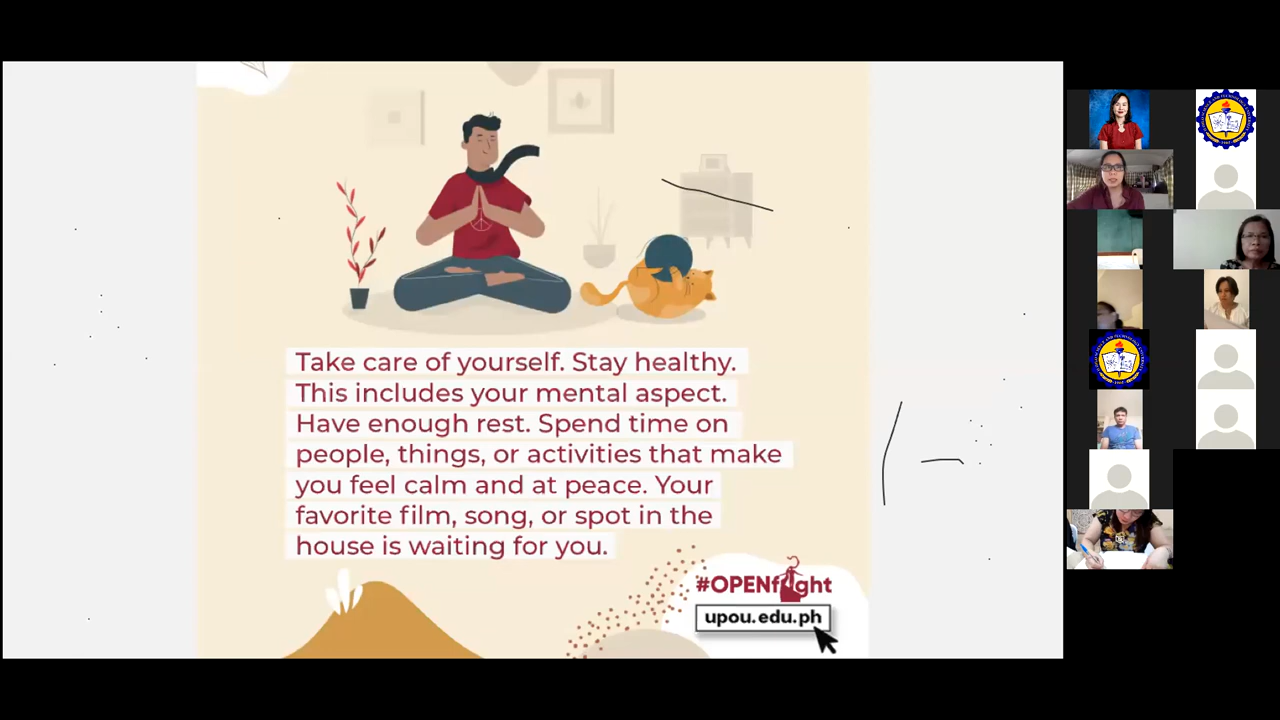 Take care of yourself. Stay healthy.
This includes your mental aspect.
Have enough rest. Spend time on
people, things, or activities that make
you feel calm and at peace. Your
favorite film, song, or spot in the
house is waiting for you.
#OPENfight
upou.edu.ph